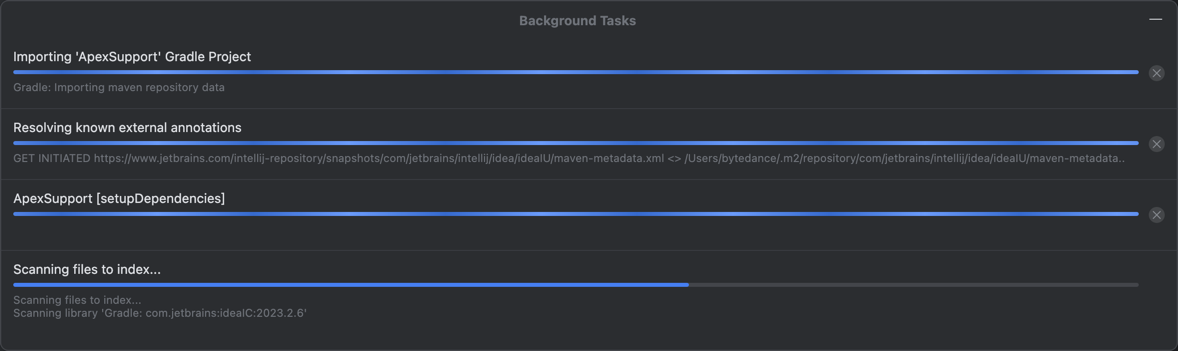 Background Tasks
Importing 'ApexSupport' Gradle Project
Gradle: Importing maven repository data
Resolving known external annotations
GET INITIATED https://www.jetbrains.com/intellij-repository/snapshots/com/jetbrains/intellij/idea/ideaIU/maven-metadata.xml <> /Users/bytedance/.m2/repository/com/jetbrains/intellij/idea/ideaIU/maven-metadata..
ApexSupport [setupDependencies]
Scanning files to index...
Scanning files to index...
Scanning library 'Gradle: com.jetbrains:ideaIC:2023.2.6'